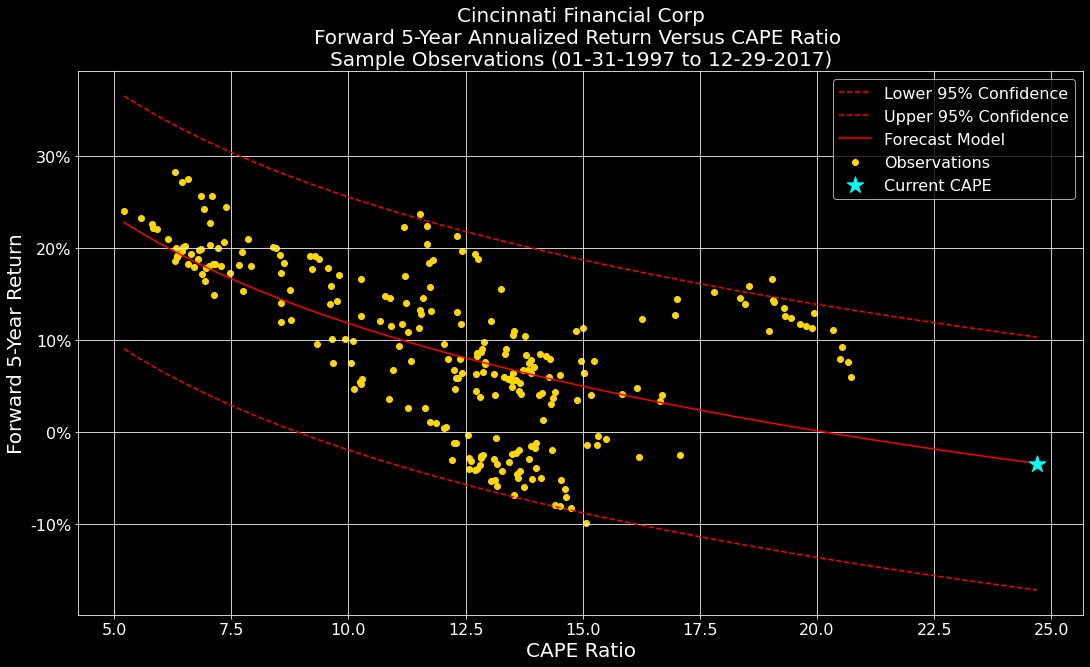 Cincinnati Financial Corp
Forward 5-Year Annualized Return Versus CAPE Ratio
Sample Observations (01-31-1997 to 12-29-2017)
Lower 95% Confidence
Upper 95% Confidence
Forecast Model
Observations
Current CAPE
Forward 5-Year Return
30%
20%
10%
0%
-10%
5.0 7.5 10.0 12.5 15.0 17.5 20.0 22.5 25.0
CAPE Ratio